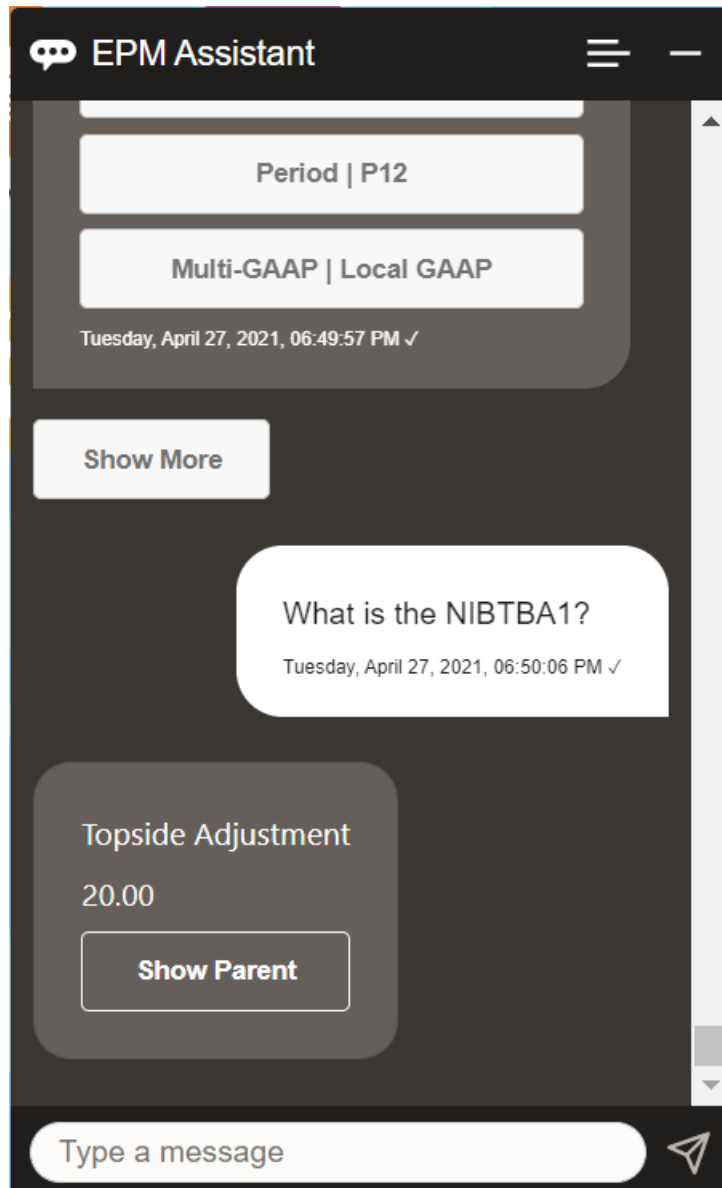 EPM Assistant
Period | P12
Multi-GAAP | Local GAAP
Tuesday, April 27, 2021, 06:49:57 PM ✓
Show More
What is the NIBTBA1?
Tuesday, April 27, 2021, 06:50:06 PM ✓
Topside Adjustment
20.00
Show Parent
Type a message